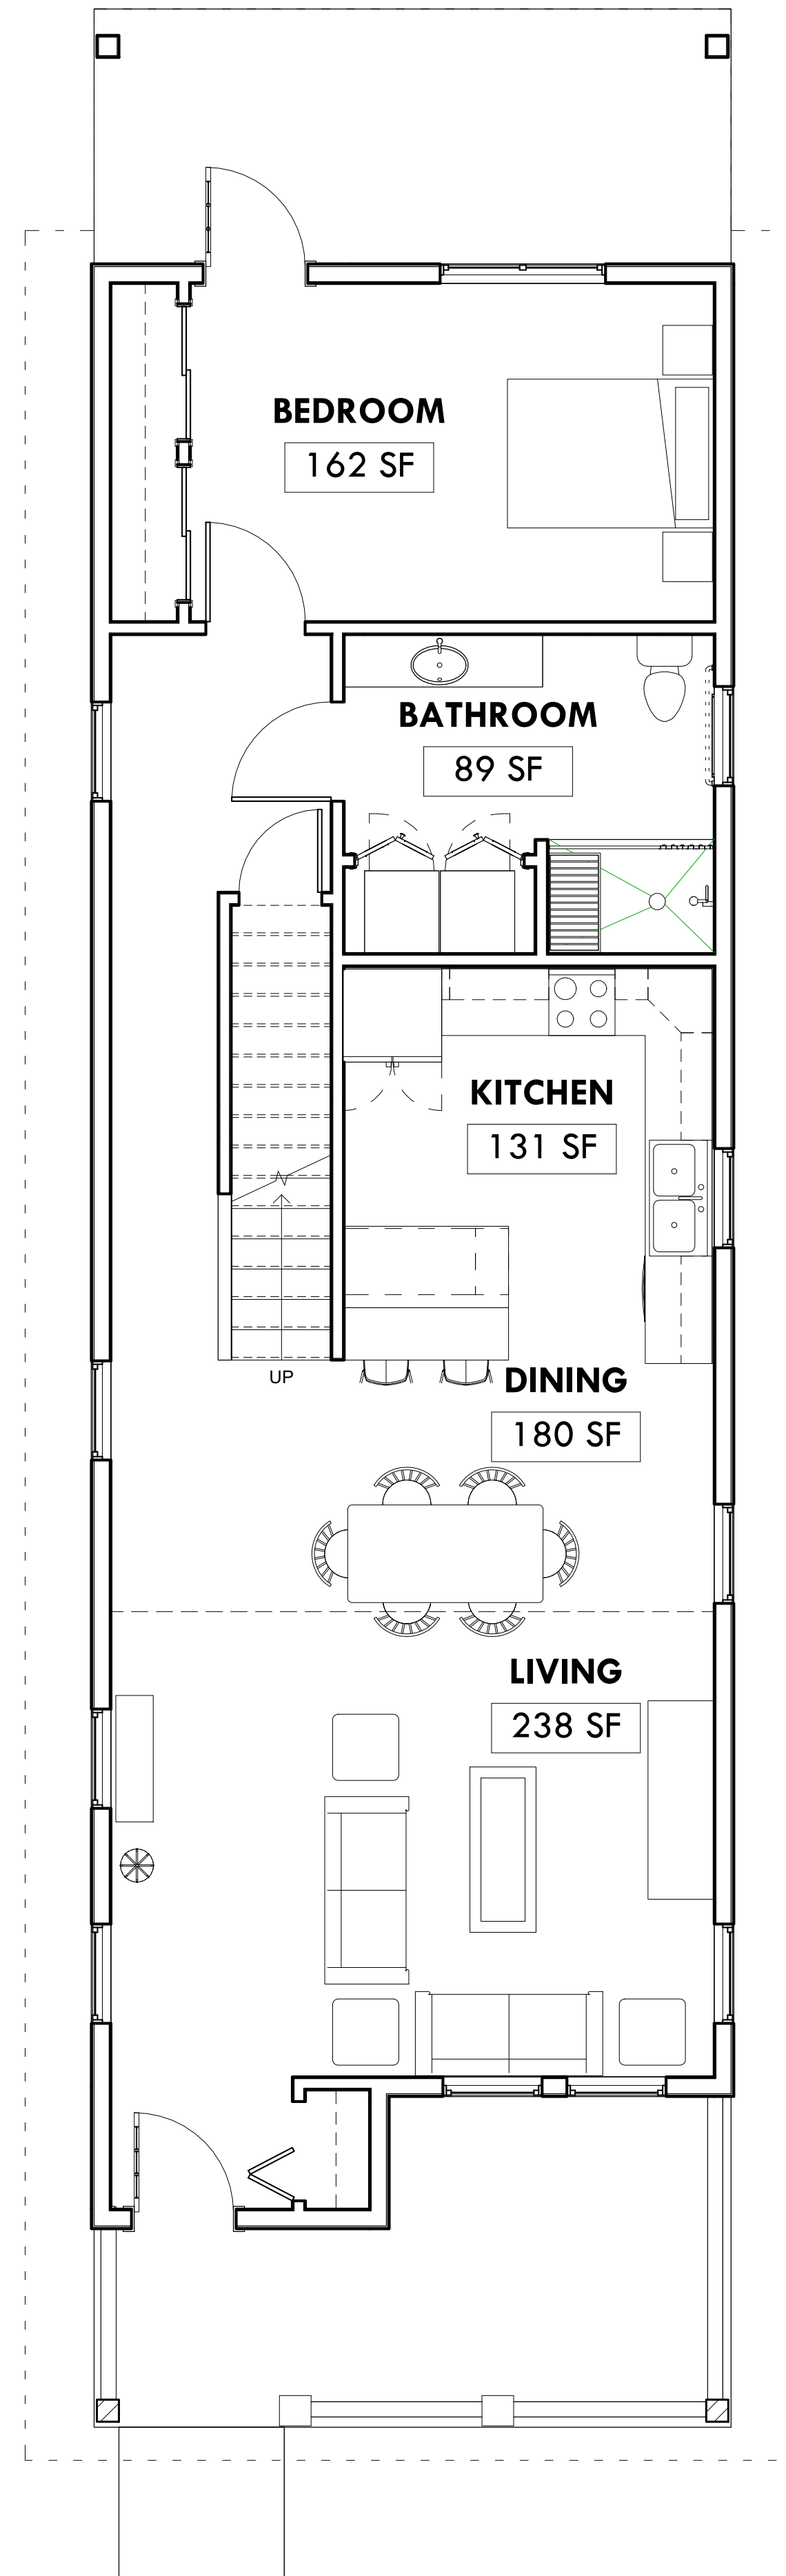 BEDROOM
162 SF
BATHROOM
89 SF
KITCHEN
131 SF
UP
DINING
180 SF
LIVING
238 SF